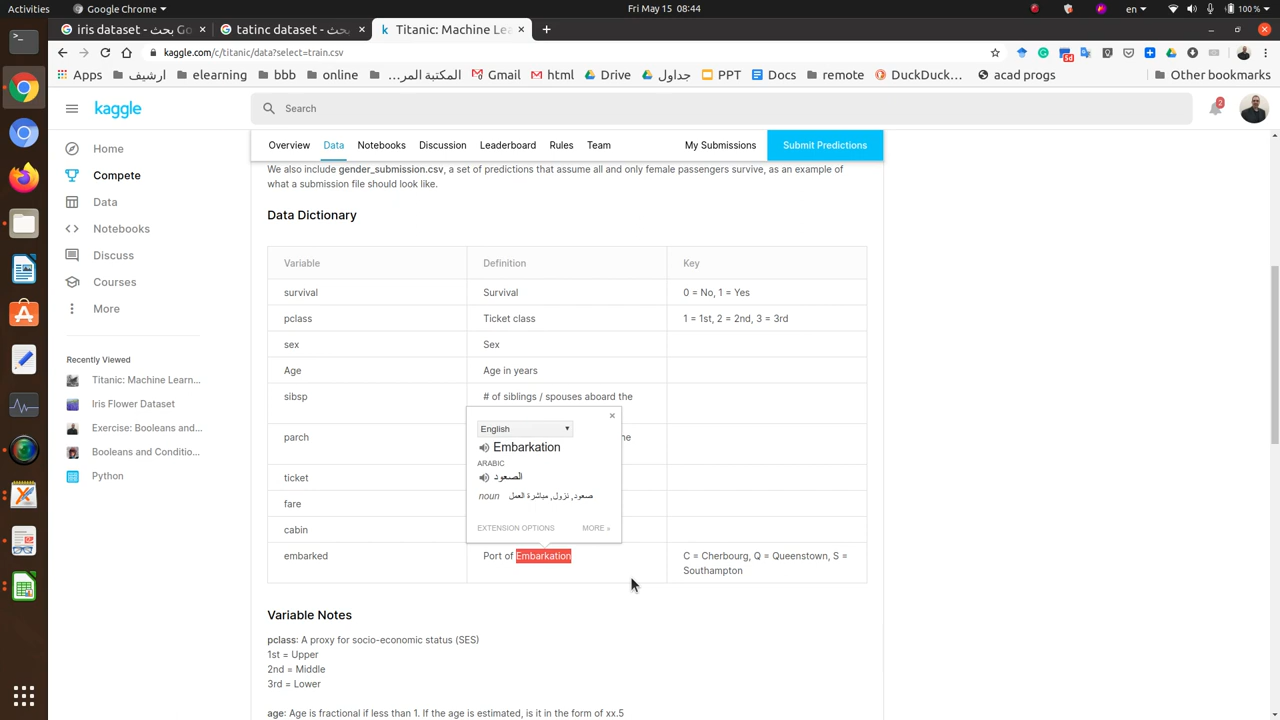 Activities
Google Chrome
Fri May 15 08:44
en
100 %
iris dataset - بحث Go
tatinc dataset - بحث
Titanic: Machine Lea
kaggle.com/c/titanic/data?select=train.csv
5d
Apps
ارشيف
elearning
bbb
online
المكتبة المر...
Gmail
html
Drive
جداول
PPT
Docs
remote
DuckDuck...
acad progs
Other bookmarks
kaggle
Search
2
Home
Compete
Data
Notebooks
Discuss
Courses
More
Recently Viewed
Titanic: Machine Learn...
Iris Flower Dataset
Exercise: Booleans and...
Booleans and Conditio...
Python
Overview
Data
Notebooks
Discussion
Leaderboard
Rules
Team
My Submissions
Submit Predictions
We also include gender_submission.csv, a set of predictions that assume all and only female passengers survive, as an example of
what a submission file should look like.
Data Dictionary
Variable
Definition
Key
survival
Survival
0 = No, 1 = Yes
pclass
Ticket class
1 = 1st, 2 = 2nd, 3 = 3rd
sex
Sex
Age
Age in years
sibsp
# of siblings / spouses aboard the
parch
ticket
fare
cabin
embarked
Port of Embarkation
C = Cherbourg, Q = Queenstown, S =
Southampton
English
Embarkation
ARABIC
الصعود
noun صعود, نزول, مباشرة العمل
EXTENSION OPTIONS
MORE »
Variable Notes
pclass: A proxy for socio-economic status (SES)
1st = Upper
2nd = Middle
3rd = Lower
age: Age is fractional if less than 1. If the age is estimated, is it in the form of xx.5